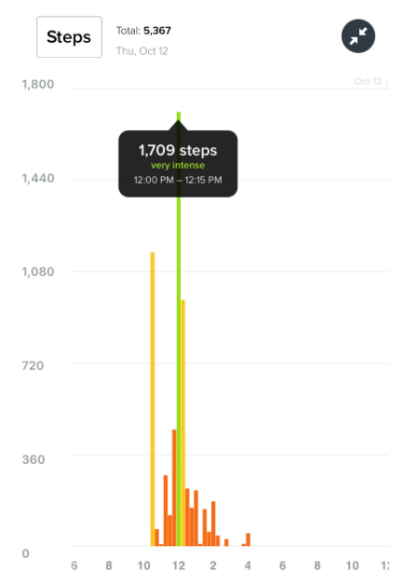 Steps
Total: 5,367
Thu, Oct 12
Oct 12
1,800
1,709 steps
very intense
12:00 PM – 12:15 PM
1,440
1,080
720
360
0
6 8 10 12 2 4 6 8 10